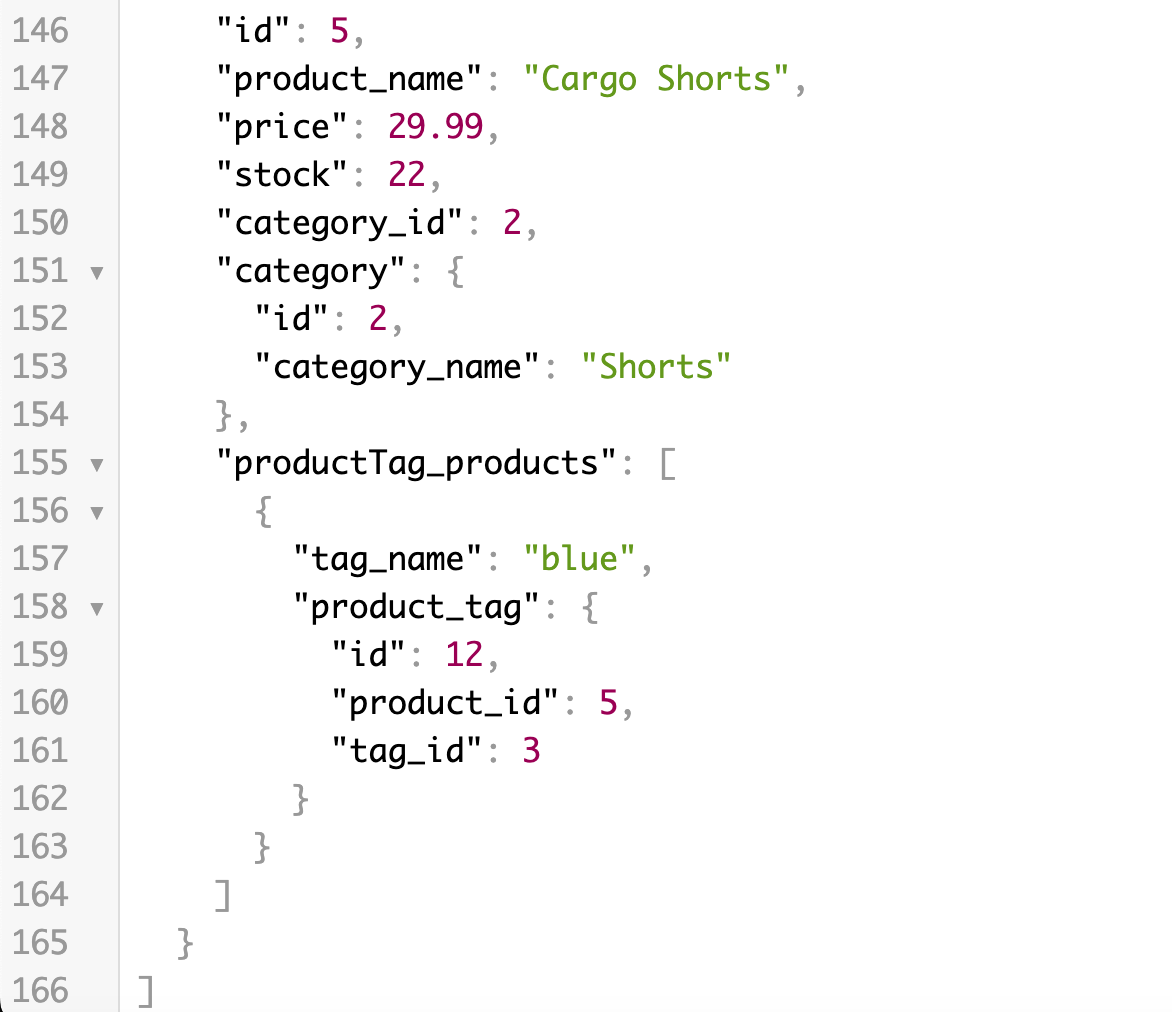 146 "id": 5,
147 "product_name": "Cargo Shorts",
148 "price": 29.99,
149 "stock": 22,
150 "category_id": 2,
151 ▼ "category": {
152 "id": 2,
153 "category_name": "Shorts"
154 },
155 ▼ "productTag_products": [
156 ▼ {
157 "tag_name": "blue",
158 ▼ "product_tag": {
159 "id": 12,
160 "product_id": 5,
161 "tag_id": 3
162 }
163 }
164 ]
165 }
166 ]